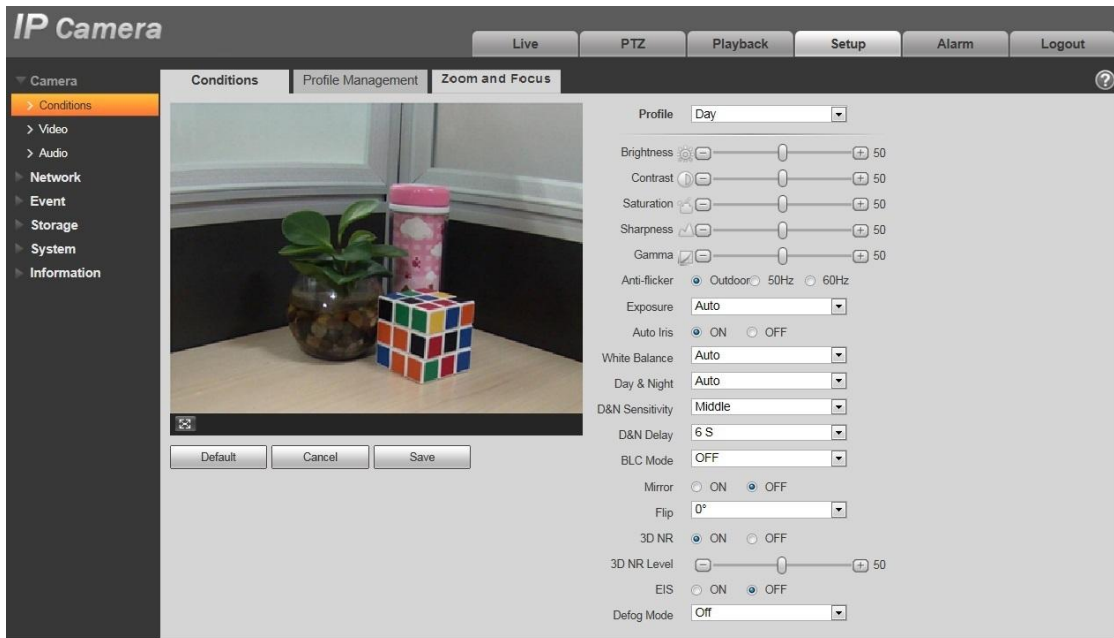 IP Camera
Live PTZ Playback Setup Alarm Logout
Camera
Conditions
Video
Audio
Network
Event
Storage
System
Information
Conditions Profile Management Zoom and Focus ?
Default Cancel Save
Profile Day
Brightness 50
Contrast 50
Saturation 50
Sharpness 50
Gamma 50
Anti-flicker Outdoor 50Hz 60Hz
Exposure Auto
Auto Iris ON OFF
White Balance Auto
Day & Night Auto
D&N Sensitivity Middle
D&N Delay 6 S
BLC Mode OFF
Mirror ON OFF
Flip 0°
3D NR ON OFF
3D NR Level 50
EIS ON OFF
Defog Mode Off